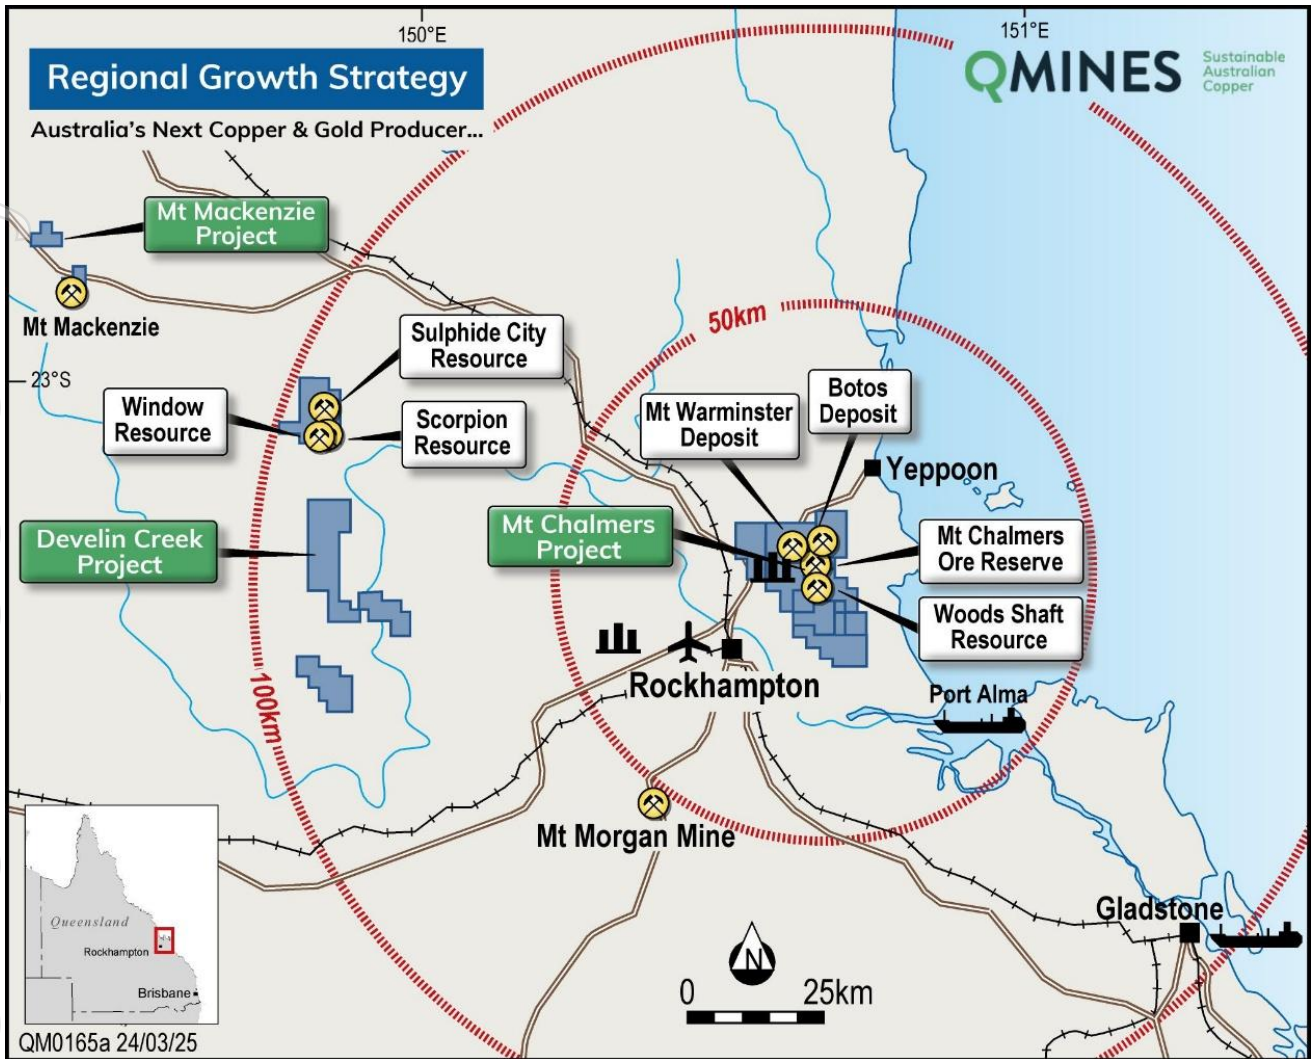 150°E
151°E
Regional Growth Strategy
Australia's Next Copper & Gold Producer...
QMINES
Sustainable
Australian
Copper
Mt Mackenzie
Project
Mt Mackenzie
50km
Sulphide City
Resource
23°S
Window
Resource
Scorpion
Resource
Mt Warminster
Deposit
Botos
Deposit
Yeppoon
Develin Creek
Project
Mt Chalmers
Project
Mt Chalmers
Ore Reserve
Woods Shaft
Resource
Rockhampton
Port Alma
100km
Mt Morgan Mine
Gladstone
Queensland
Rockhampton
Brisbane
N
0 25km
QM0165a 24/03/25